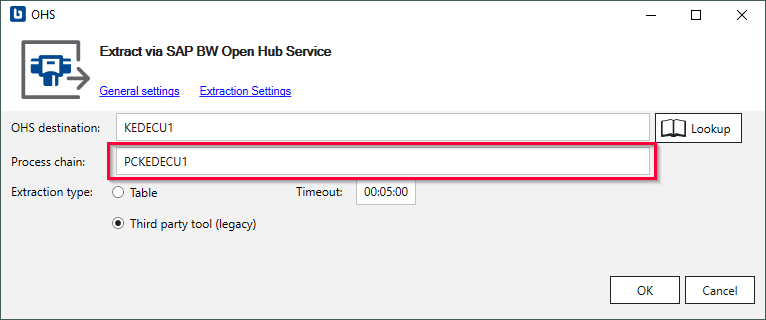 OHS
Extract via SAP BW Open Hub Service
General settings Extraction Settings
OHS destination: KEDECU1 Lookup
Process chain: PCKEDECU1
Extraction type: Table Timeout: 00:05:00
Third party tool (legacy)
OK Cancel